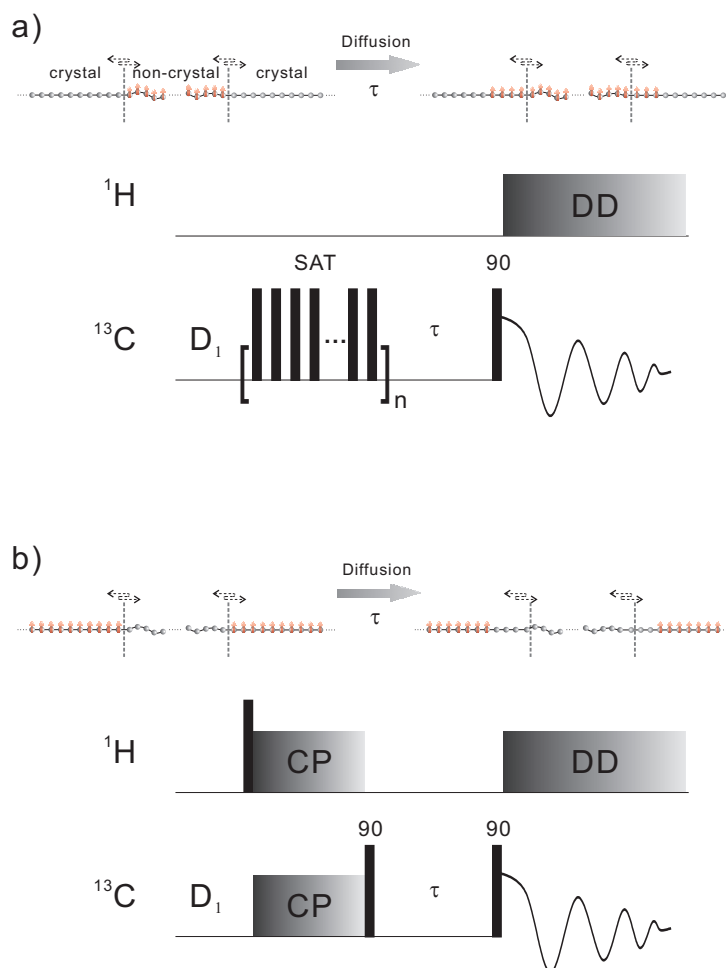 a)
Diffusion
crystal non-crystal crystal
τ
¹H DD
SAT 90
¹³C D₁ [ ... ]n τ
b)
Diffusion
τ
¹H CP DD
90 90
¹³C D₁ CP τ